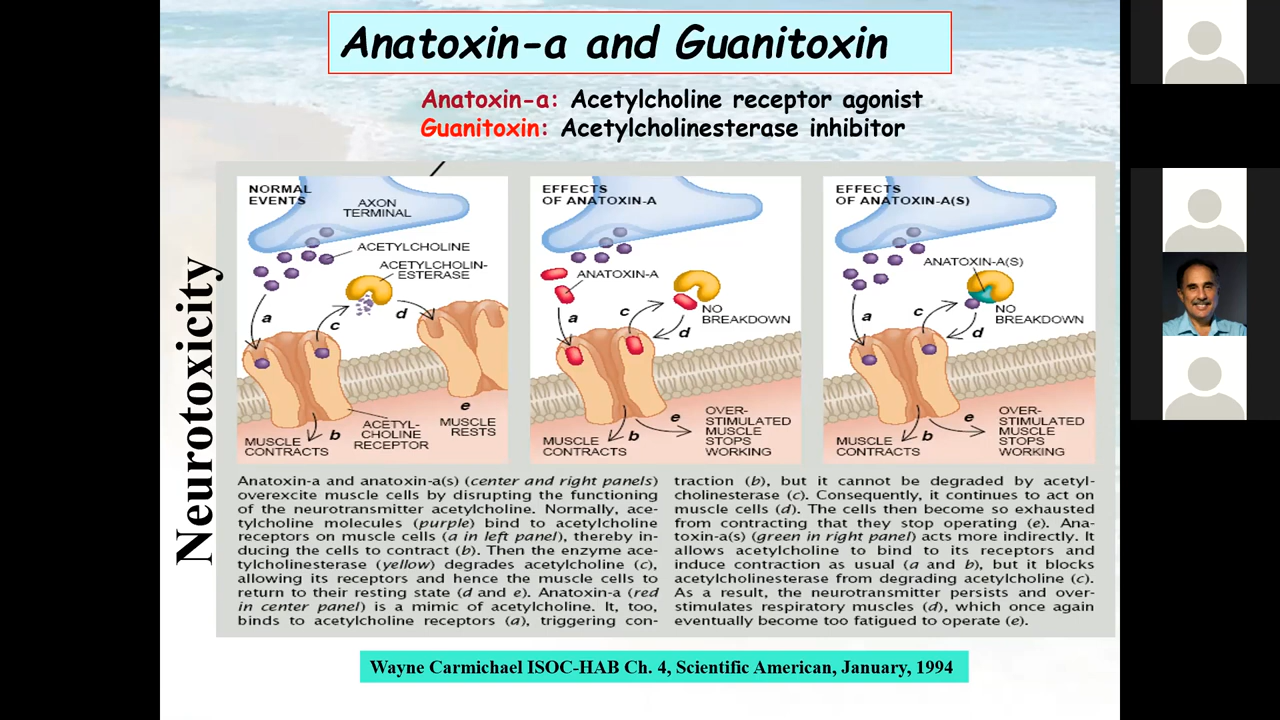 Anatoxin-a and Guanitoxin
Anatoxin-a: Acetylcholine receptor agonist
Guanitoxin: Acetylcholinesterase inhibitor
Neurotoxicity
NORMAL
EVENTS
AXON
TERMINAL
ACETYLCHOLINE
ACETYLCHOLIN-
ESTERASE
a
c
d
b
e
MUSCLE
CONTRACTS
ACETYL-
CHOLINE
RECEPTOR
MUSCLE
RESTS
EFFECTS
OF ANATOXIN-A
ANATOXIN-A
a
c
d
NO
BREAKDOWN
b
e
MUSCLE
CONTRACTS
OVER-
STIMULATED
MUSCLE
STOPS
WORKING
EFFECTS
OF ANATOXIN-A(S)
ANATOXIN-A(S)
a
c
d
NO
BREAKDOWN
b
e
MUSCLE
CONTRACTS
OVER-
STIMULATED
MUSCLE
STOPS
WORKING
Anatoxin-a and anatoxin-a(s) (center and right panels)
overexcite muscle cells by disrupting the functioning
of the neurotransmitter acetylcholine. Normally, ace-
tylcholine molecules (purple) bind to acetylcholine
receptors on muscle cells (a in left panel), thereby in-
ducing the cells to contract (b). Then the enzyme ace-
tylcholinesterase (yellow) degrades acetylcholine (c),
allowing its receptors and hence the muscle cells to
return to their resting state (d and e). Anatoxin-a (red
in center panel) is a mimic of acetylcholine. It, too,
binds to acetylcholine receptors (a), triggering con-
traction (b), but it cannot be degraded by acetyl-
cholinesterase (c). Consequently, it continues to act on
muscle cells (d). The cells then become so exhausted
from contracting that they stop operating (e). Ana-
toxin-a(s) (green in right panel) acts more indirectly. It
allows acetylcholine to bind to its receptors and
induce contraction as usual (a and b), but it blocks
acetylcholinesterase from degrading acetylcholine (c).
As a result, the neurotransmitter persists and over-
stimulates respiratory muscles (d), which once again
eventually become too fatigued to operate (e).
Wayne Carmichael ISOC-HAB Ch. 4, Scientific American, January, 1994